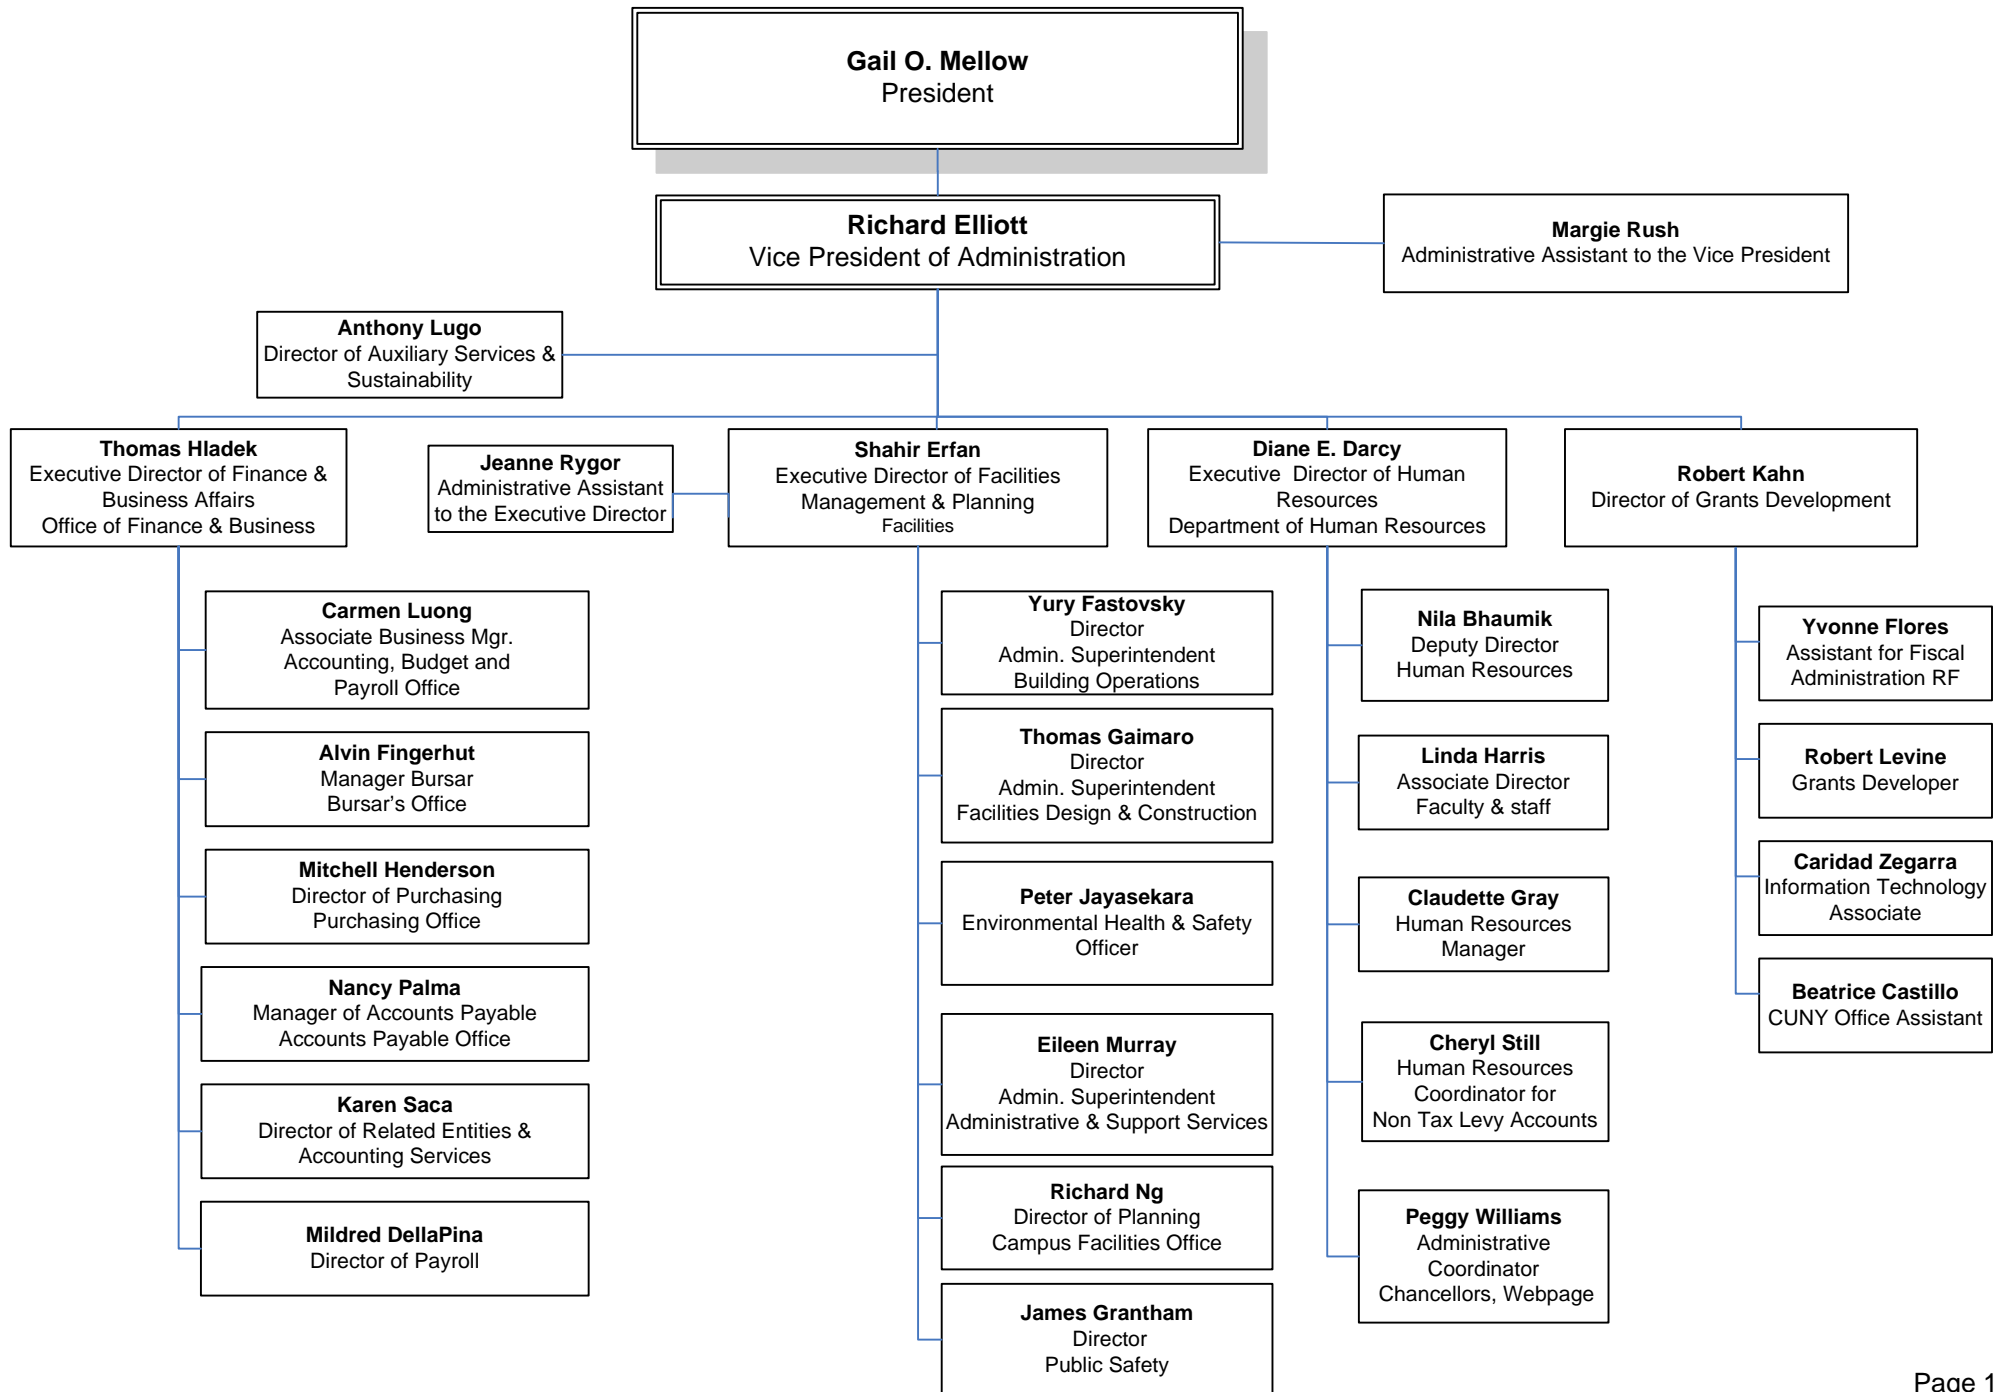 Gail O. Mellow
President
Richard Elliott
Vice President of Administration
Margie Rush
Administrative Assistant to the Vice President
Anthony Lugo
Director of Auxiliary Services &
Sustainability
Thomas Hladek
Executive Director of Finance &
Business Affairs
Office of Finance & Business
Jeanne Rygor
Administrative Assistant
to the Executive Director
Shahir Erfan
Executive Director of Facilities
Management & Planning
Facilities
Diane E. Darcy
Executive  Director of Human
Resources
Department of Human Resources
Robert Kahn
Director of Grants Development
Carmen Luong
Associate Business Mgr.
Accounting, Budget and
Payroll Office
Alvin Fingerhut
Manager Bursar
Bursar’s Office
Mitchell Henderson
Director of Purchasing
Purchasing Office
Nancy Palma
Manager of Accounts Payable
Accounts Payable Office
Karen Saca
Director of Related Entities &
Accounting Services
Mildred DellaPina
Director of Payroll
Yury Fastovsky
Director
Admin. Superintendent
Building Operations
Thomas Gaimaro
Director
Admin. Superintendent
Facilities Design & Construction
Peter Jayasekara
Environmental Health & Safety
Officer
Eileen Murray
Director
Admin. Superintendent
Administrative & Support Services
Richard Ng
Director of Planning
Campus Facilities Office
James Grantham
Director
Public Safety
Nila Bhaumik
Deputy Director
Human Resources
Linda Harris
Associate Director
Faculty & staff
Claudette Gray
Human Resources
Manager
Cheryl Still
Human Resources
Coordinator for
Non Tax Levy Accounts
Peggy Williams
Administrative
Coordinator
Chancellors, Webpage
Yvonne Flores
Assistant for Fiscal
Administration RF
Robert Levine
Grants Developer
Caridad Zegarra
Information Technology
Associate
Beatrice Castillo
CUNY Office Assistant
Page 1